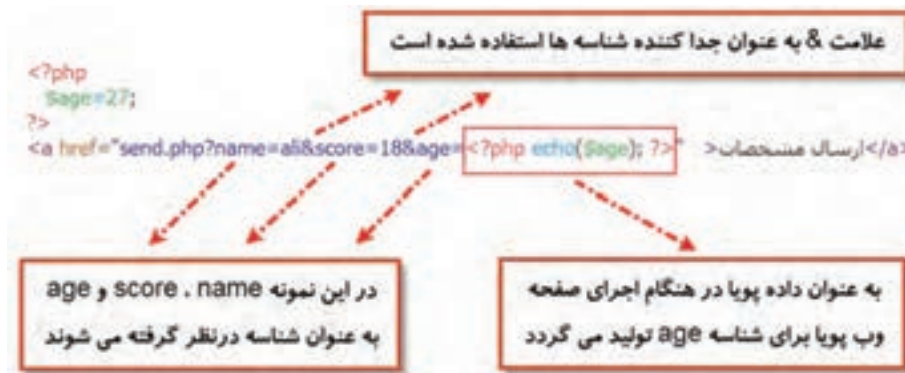 علامت & به عنوان جدا کننده شناسه ها استفاده شده است
<?php
$age=27;
?>
<a href="send.php?name=ali&score=18&age=<?php echo($age); ?>" >ارسال مشخصات</a>
در این نمونه score ، name و age
به عنوان شناسه درنظر گرفته می شوند
به عنوان داده پویا در هنگام اجرای صفحه
وب پویا برای شناسه age تولید می گردد